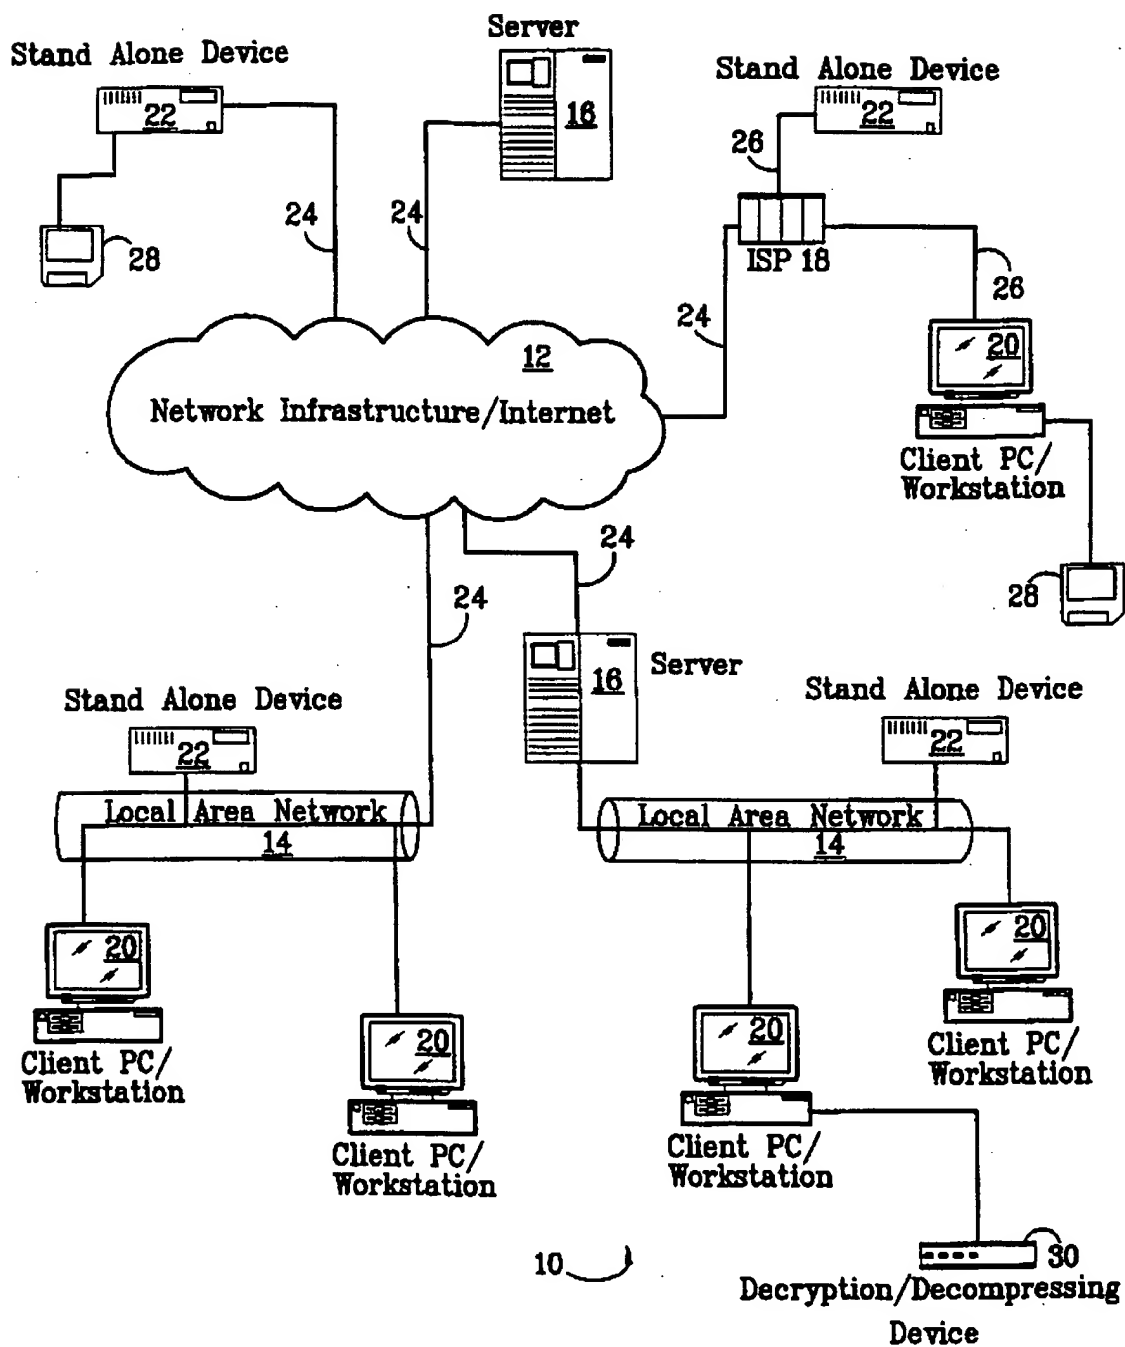 Server
Stand Alone Device
22
16
Stand Alone Device
22
26
24
24
28
ISP 18
26
24
12
Network Infrastructure/Internet
20
Client PC/
Workstation
24
28
24
16
Server
Stand Alone Device
22
Stand Alone Device
22
Local Area Network
14
Local Area Network
14
20
Client PC/
Workstation
20
Client PC/
Workstation
20
Client PC/
Workstation
20
Client PC/
Workstation
10
30
Decryption/Decompressing
Device